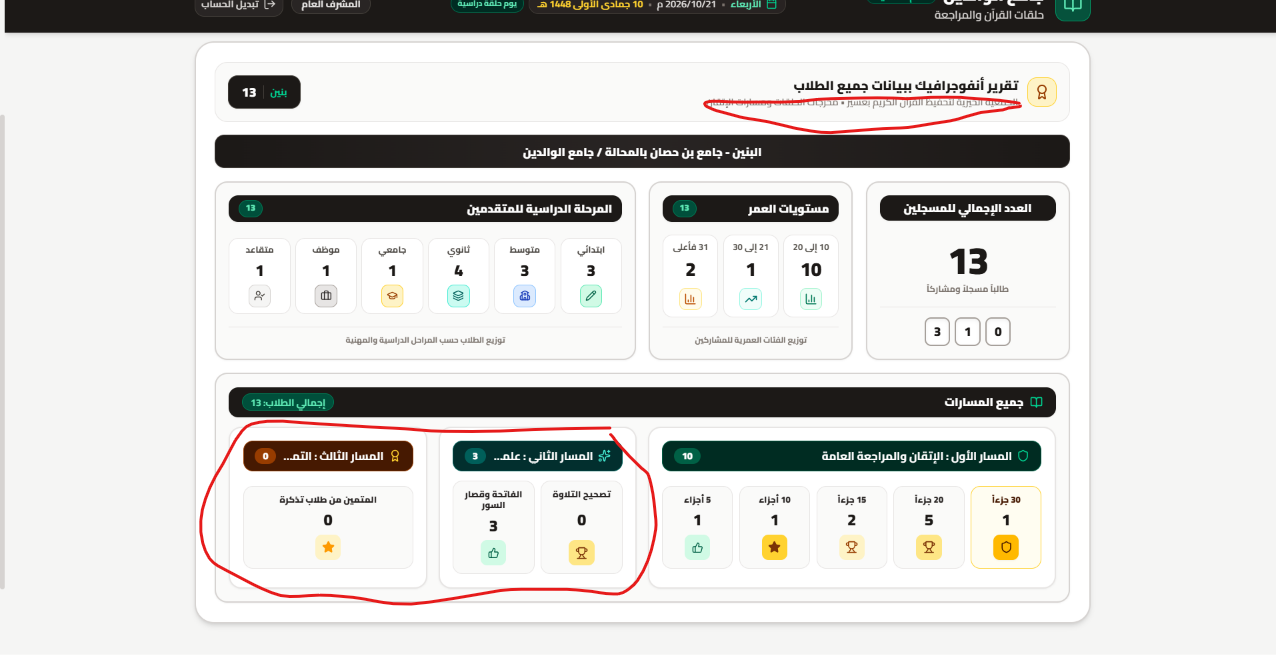 حلقات القرآن والمراجعة
الأربعاء • 2026/10/21 م • 10 جمادى الأولى 1448 هـ
يوم حلقة دراسية
المشرف العام
تبديل الحساب
تقرير أنفوجرافيك ببيانات جميع الطلاب
بنين 13
البنين - جامع بن حصان بالمحالة / جامع الوالدين
العدد الإجمالي للمسجلين
13
طالباً مسجلاً ومشاركاً
0 1 3
مستويات العمر 13
10 إلى 20
10
21 إلى 30
1
31 فأعلى
2
توزيع الفئات العمرية للمشاركين
المرحلة الدراسية للمتقدمين 13
ابتدائي
3
متوسط
3
ثانوي
4
جامعي
1
موظف
1
متقاعد
1
توزيع الطلاب حسب المراحل الدراسية والمهنية
جميع المسارات
إجمالي الطلاب: 13
المسار الأول : الإتقان والمراجعة العامة 10
30 جزءاً
1
20 جزءاً
5
15 جزءاً
2
10 أجزاء
1
5 أجزاء
1
المسار الثاني : علم... 3
تصحيح التلاوة
0
الفاتحة وقصار السور
3
المسار الثالث : التم... 0
المتمين من طلاب تذكرة
0